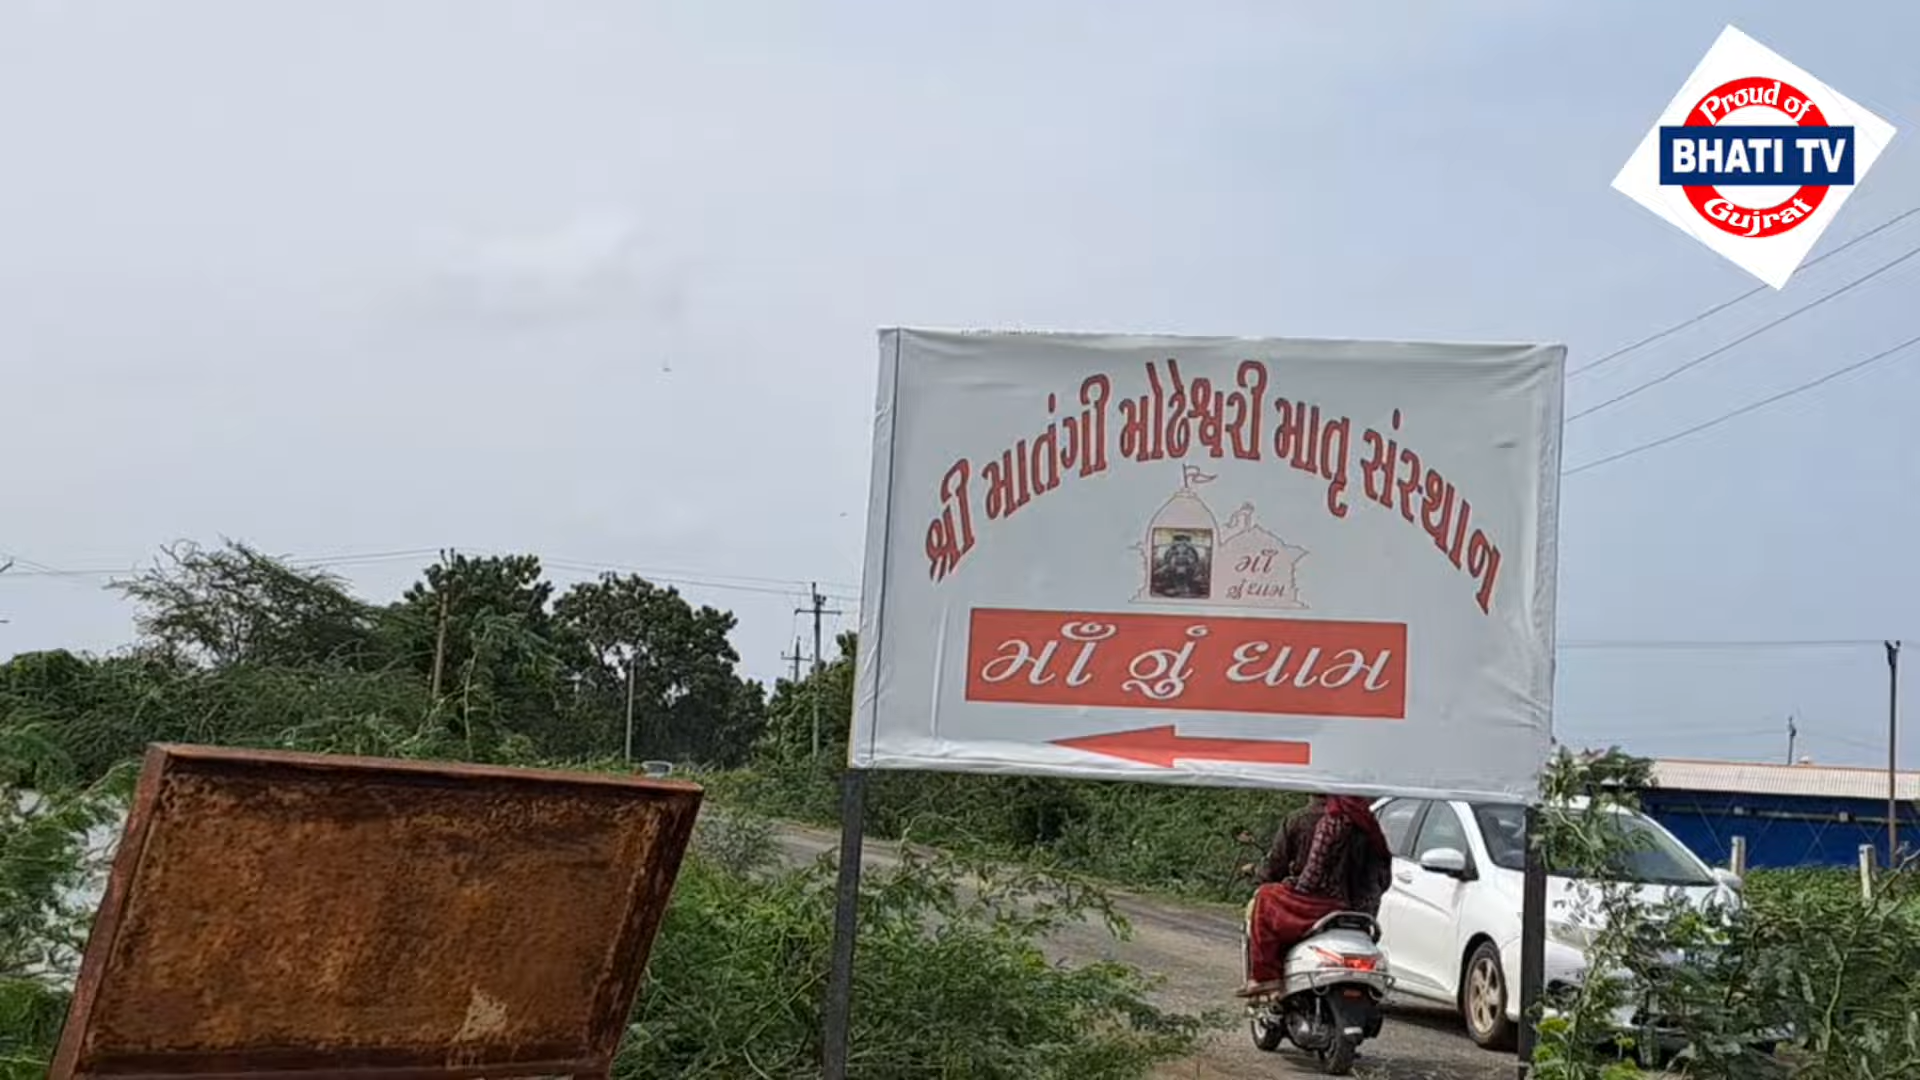 Proud of
BHATI TV
Gujrat
શ્રી માતંગી મોઢેશ્વરી માતૃ સંસ્થાન
માઁ
નું ધામ
માઁ નું ધામ